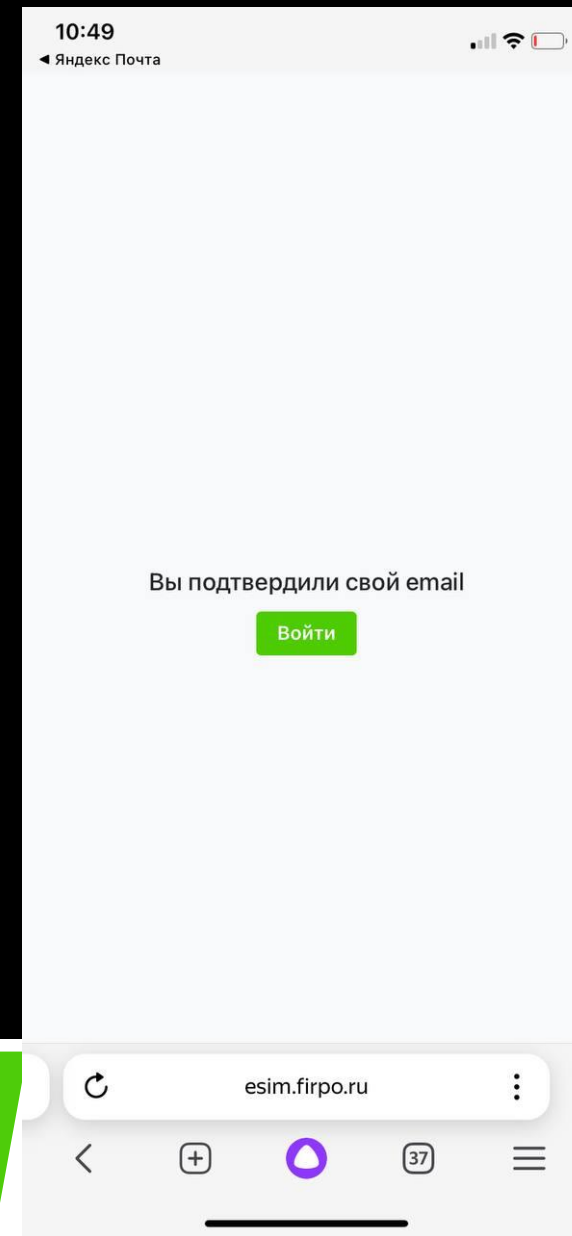 10:49
◀ Яндекс Почта
Вы подтвердили свой email
Войти
esim.firpo.ru
37